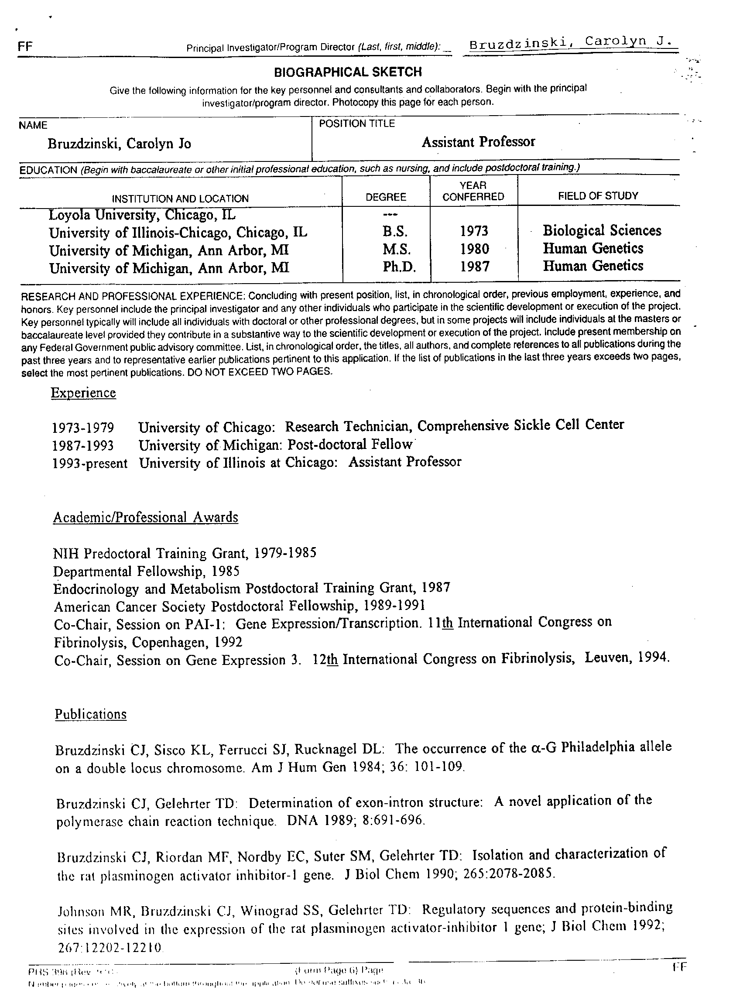 FF Principal Investigator/Program Director (Last, first, middle): Bruzdzinski, Carolyn J.
BIOGRAPHICAL SKETCH
Give the following information for the key personnel and consultants and collaborators. Begin with the principal
investigator/program director. Photocopy this page for each person.
NAME POSITION TITLE
Bruzdzinski, Carolyn Jo Assistant Professor
EDUCATION (Begin with baccalaureate or other initial professional education, such as nursing, and include postdoctoral training.)
INSTITUTION AND LOCATION DEGREE YEAR CONFERRED FIELD OF STUDY
Loyola University, Chicago, IL ---
University of Illinois-Chicago, Chicago, IL B.S. 1973 Biological Sciences
University of Michigan, Ann Arbor, MI M.S. 1980 Human Genetics
University of Michigan, Ann Arbor, MI Ph.D. 1987 Human Genetics
RESEARCH AND PROFESSIONAL EXPERIENCE: Concluding with present position, list, in chronological order, previous employment, experience, and
honors. Key personnel include the principal investigator and any other individuals who participate in the scientific development or execution of the project.
Key personnel typically will include all individuals with doctoral or other professional degrees, but in some projects will include individuals at the masters or
baccalaureate level provided they contribute in a substantive way to the scientific development or execution of the project. Include present membership on
any Federal Government public advisory committee. List, in chronological order, the titles, all authors, and complete references to all publications during the
past three years and to representative earlier publications pertinent to this application. If the list of publications in the last three years exceeds two pages,
select the most pertinent publications. DO NOT EXCEED TWO PAGES.
Experience
1973-1979 University of Chicago: Research Technician, Comprehensive Sickle Cell Center
1987-1993 University of Michigan: Post-doctoral Fellow
1993-present University of Illinois at Chicago: Assistant Professor
Academic/Professional Awards
NIH Predoctoral Training Grant, 1979-1985
Departmental Fellowship, 1985
Endocrinology and Metabolism Postdoctoral Training Grant, 1987
American Cancer Society Postdoctoral Fellowship, 1989-1991
Co-Chair, Session on PAI-1: Gene Expression/Transcription. 11th International Congress on
Fibrinolysis, Copenhagen, 1992
Co-Chair, Session on Gene Expression 3. 12th International Congress on Fibrinolysis, Leuven, 1994.
Publications
Bruzdzinski CJ, Sisco KL, Ferrucci SJ, Rucknagel DL: The occurrence of the α-G Philadelphia allele
on a double locus chromosome. Am J Hum Gen 1984; 36: 101-109.
Bruzdzinski CJ, Gelehrter TD: Determination of exon-intron structure: A novel application of the
polymerase chain reaction technique. DNA 1989; 8:691-696.
Bruzdzinski CJ, Riordan MF, Nordby EC, Suter SM, Gelehrter TD: Isolation and characterization of
the rat plasminogen activator inhibitor-1 gene. J Biol Chem 1990; 265:2078-2085.
Johnson MR, Bruzdzinski CJ, Winograd SS, Gelehrter TD: Regulatory sequences and protein-binding
sites involved in the expression of the rat plasminogen activator-inhibitor 1 gene; J Biol Chem 1992;
267:12202-12210
PHS 398 (Rev. (Form Page 6) Page FF